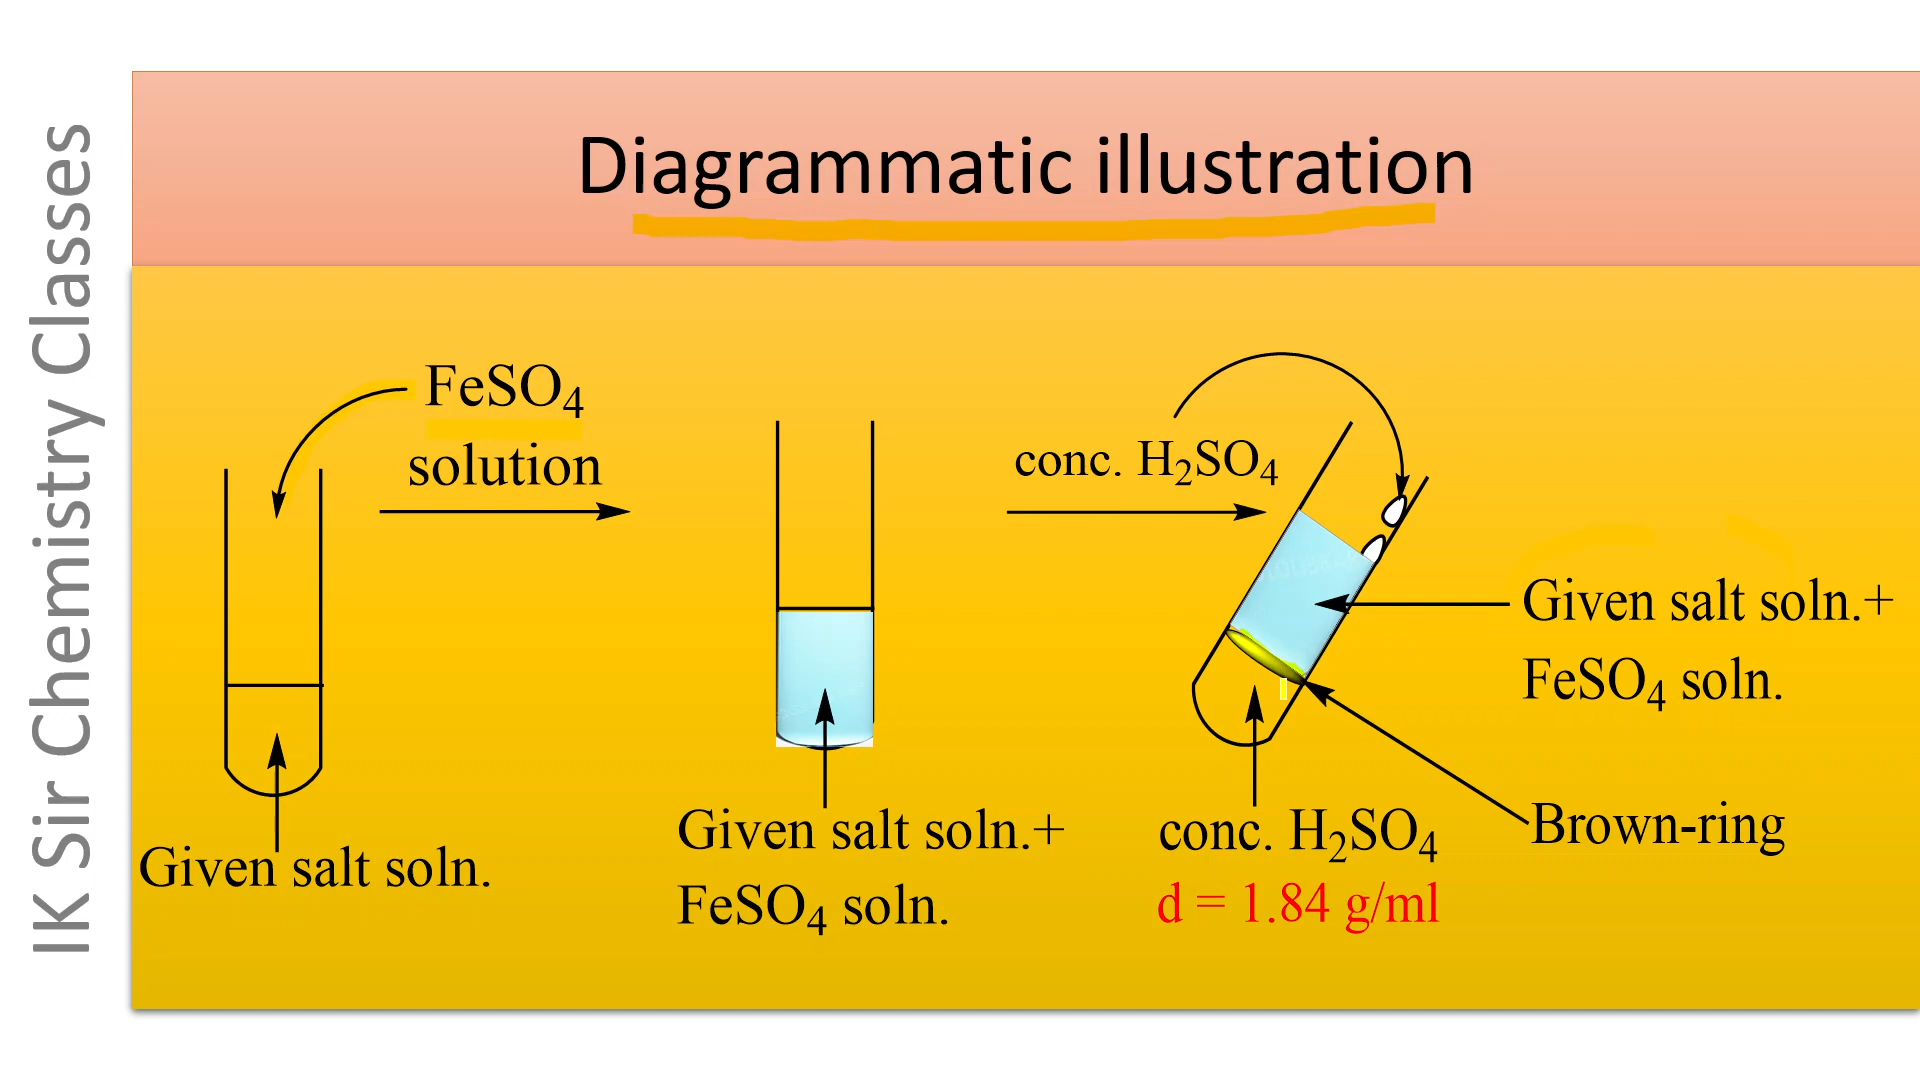 IK Sir Chemistry Classes
Diagrammatic illustration
FeSO4
solution
Given salt soln.
Given salt soln.+
FeSO4 soln.
conc. H2SO4
Given salt soln.+
FeSO4 soln.
Brown-ring
conc. H2SO4
d = 1.84 g/ml